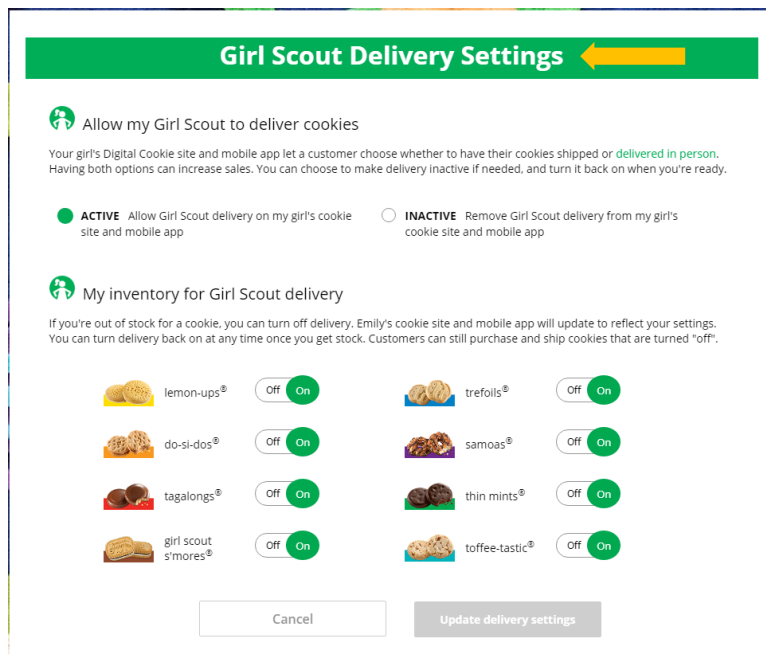 Girl Scout Delivery Settings
Allow my Girl Scout to deliver cookies
Your girl's Digital Cookie site and mobile app let a customer choose whether to have their cookies shipped or delivered in person.
Having both options can increase sales. You can choose to make delivery inactive if needed, and turn it back on when you're ready.
ACTIVE Allow Girl Scout delivery on my girl's cookie
site and mobile app
INACTIVE Remove Girl Scout delivery from my girl's
cookie site and mobile app
My inventory for Girl Scout delivery
If you're out of stock for a cookie, you can turn off delivery. Emily's cookie site and mobile app will update to reflect your settings.
You can turn delivery back on at any time once you get stock. Customers can still purchase and ship cookies that are turned "off".
lemon-ups® Off On
trefoils® Off On
do-si-dos® Off On
samoas® Off On
tagalongs® Off On
thin mints® Off On
girl scout
s'mores® Off On
toffee-tastic® Off On
Cancel
Update delivery settings